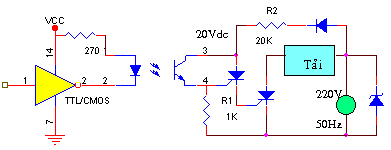 VCC
R2
20Vdc
14
270
3
20K
Tải
1
2
2
4
R1
220V
TTL/CMOS
1K
7
50Hz